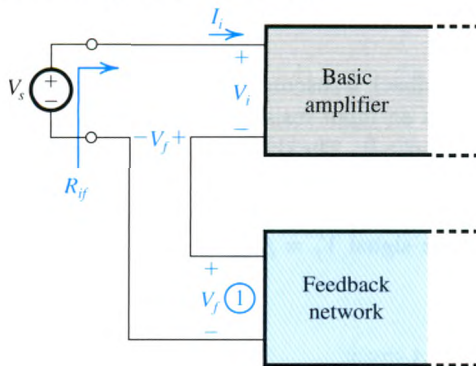 I_i
+
Basic
amplifier
V_s
+
−
V_i
−
−V_f +
R_if
+
V_f ①
−
Feedback
network